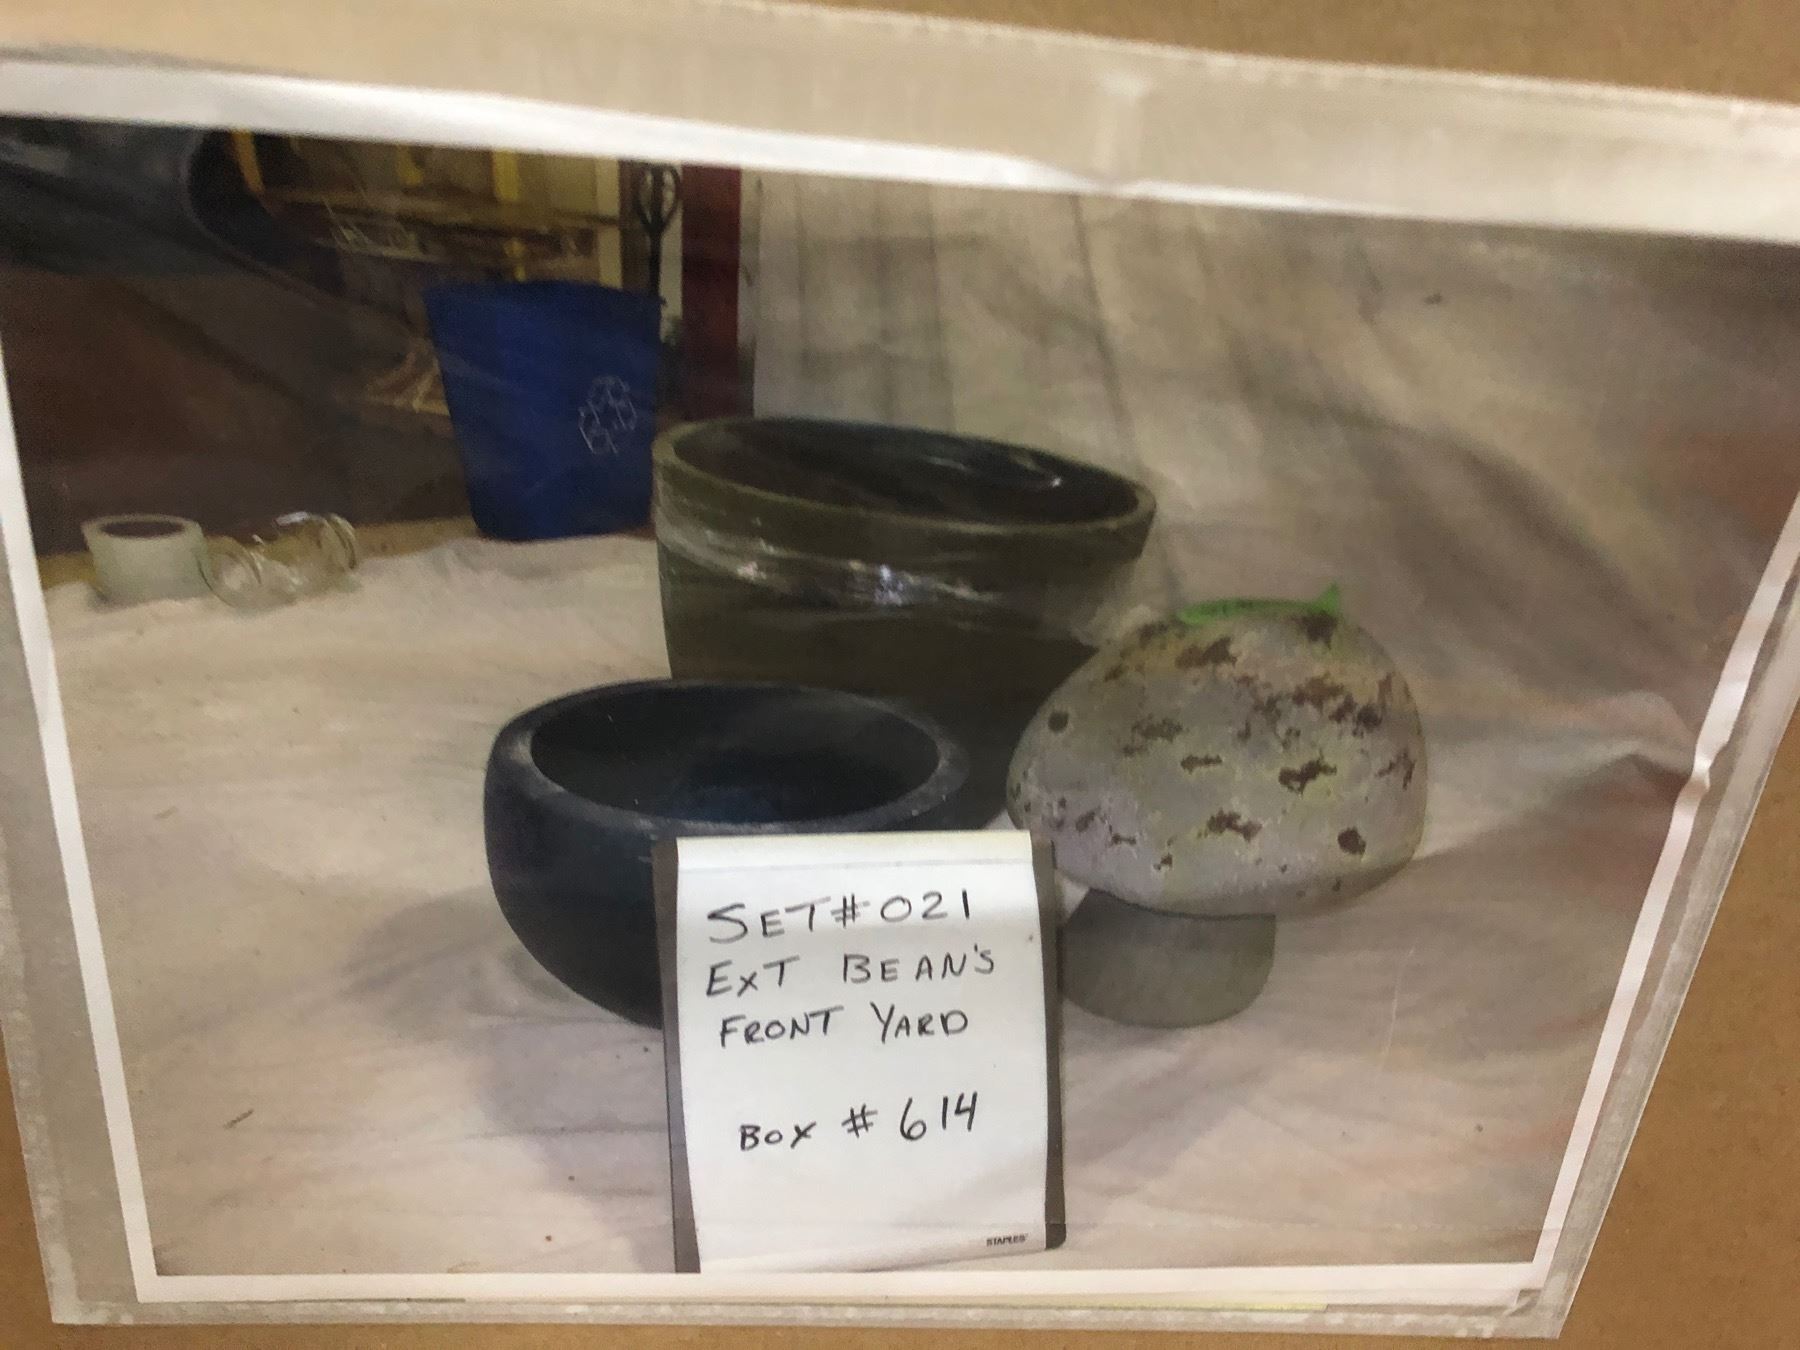 SET# 021
EXT BEAN'S
FRONT YARD
BOX # 614
STAPLES